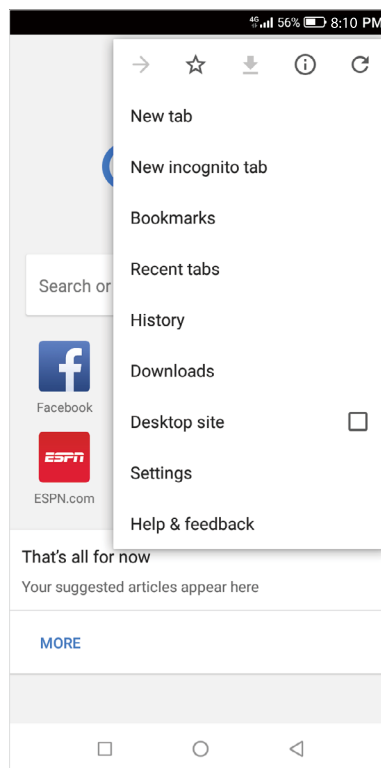 4G 56% 8:10 PM
New tab
New incognito tab
Bookmarks
Recent tabs
Search or
History
Downloads
Facebook
Desktop site
ESPN
Settings
ESPN.com
Help & feedback
That's all for now
Your suggested articles appear here
MORE